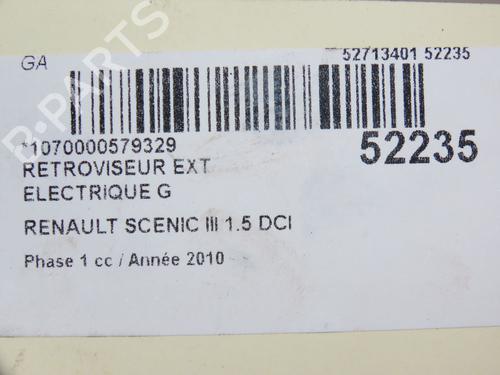 GA
52713401 52235
*1070000579329
52235
RETROVISEUR EXT
ELECTRIQUE G
RENAULT SCENIC III 1.5 DCI
Phase 1 cc / Année 2010
B-PARTS